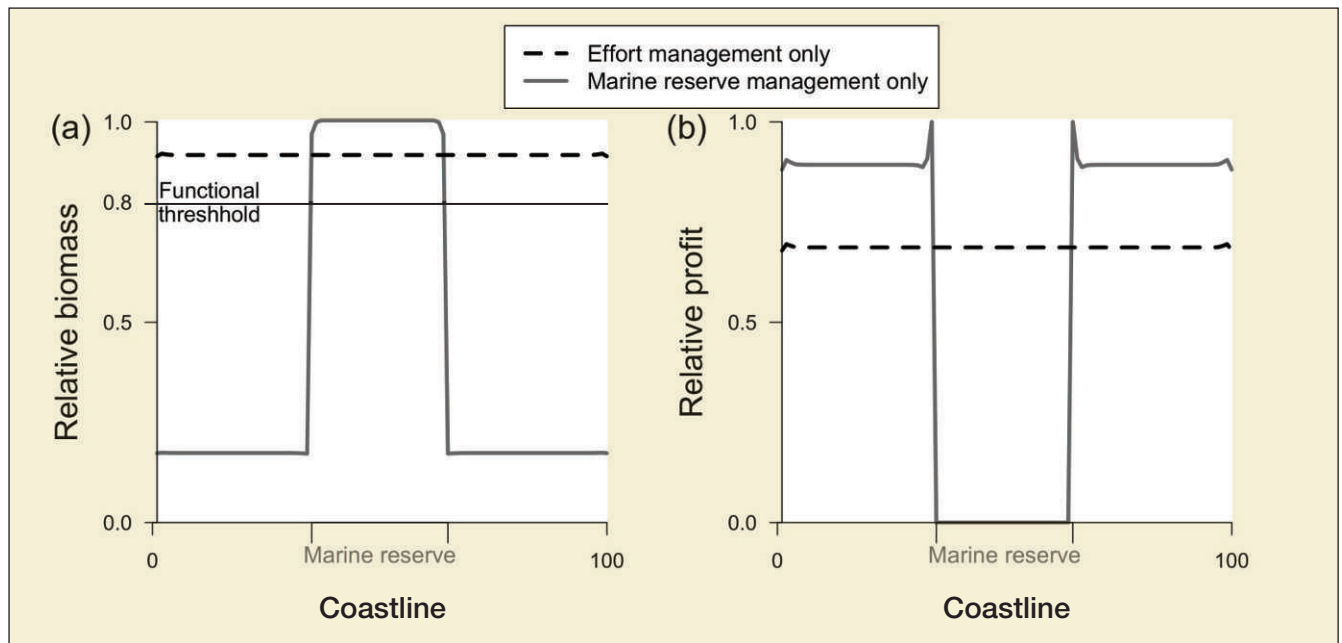 Effort management only
Marine reserve management only
(a)
1.0
0.8
0.5
0.0
Relative biomass
Functional
threshhold
0
Marine reserve
100
Coastline
(b)
1.0
0.5
0.0
Relative profit
0
Marine reserve
100
Coastline